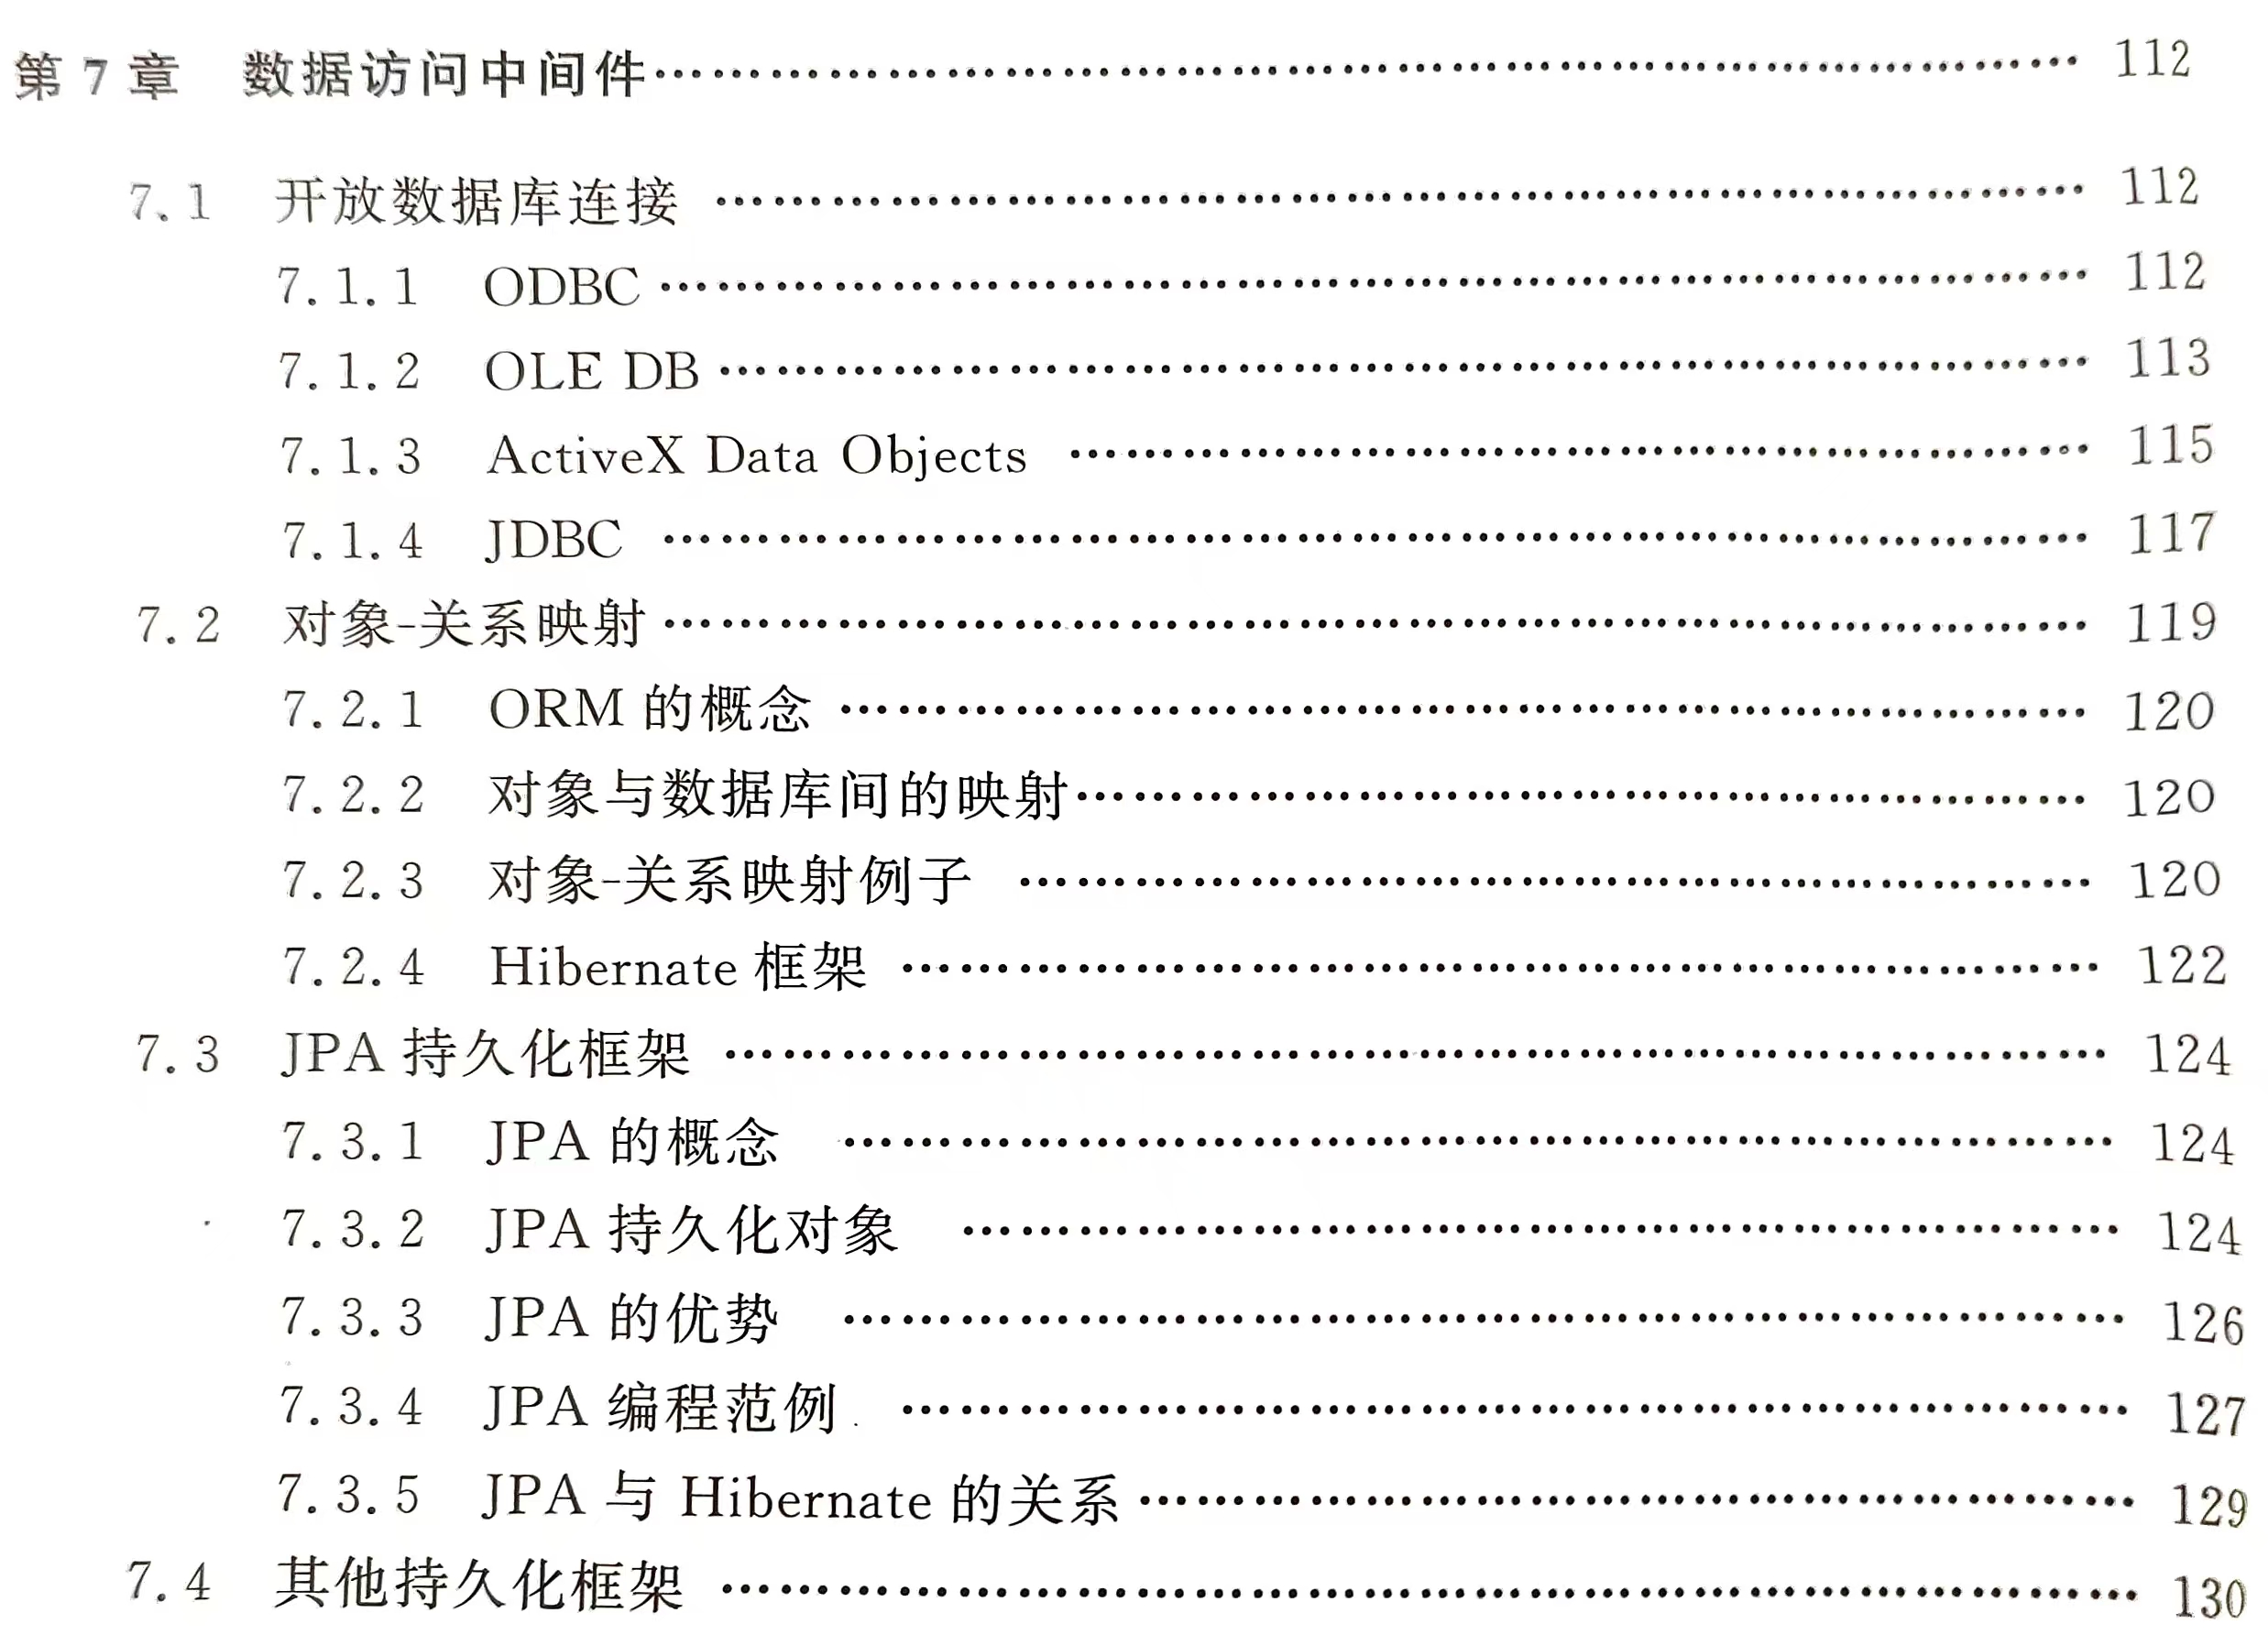 第 7 章 数据访问中间件 …… 112
7.1 开放数据库连接 …… 112
7.1.1 ODBC …… 112
7.1.2 OLE DB …… 113
7.1.3 ActiveX Data Objects …… 115
7.1.4 JDBC …… 117
7.2 对象-关系映射 …… 119
7.2.1 ORM 的概念 …… 120
7.2.2 对象与数据库间的映射 …… 120
7.2.3 对象-关系映射例子 …… 120
7.2.4 Hibernate 框架 …… 122
7.3 JPA 持久化框架 …… 124
7.3.1 JPA 的概念 …… 124
7.3.2 JPA 持久化对象 …… 124
7.3.3 JPA 的优势 …… 126
7.3.4 JPA 编程范例 …… 127
7.3.5 JPA 与 Hibernate 的关系 …… 129
7.4 其他持久化框架 …… 130